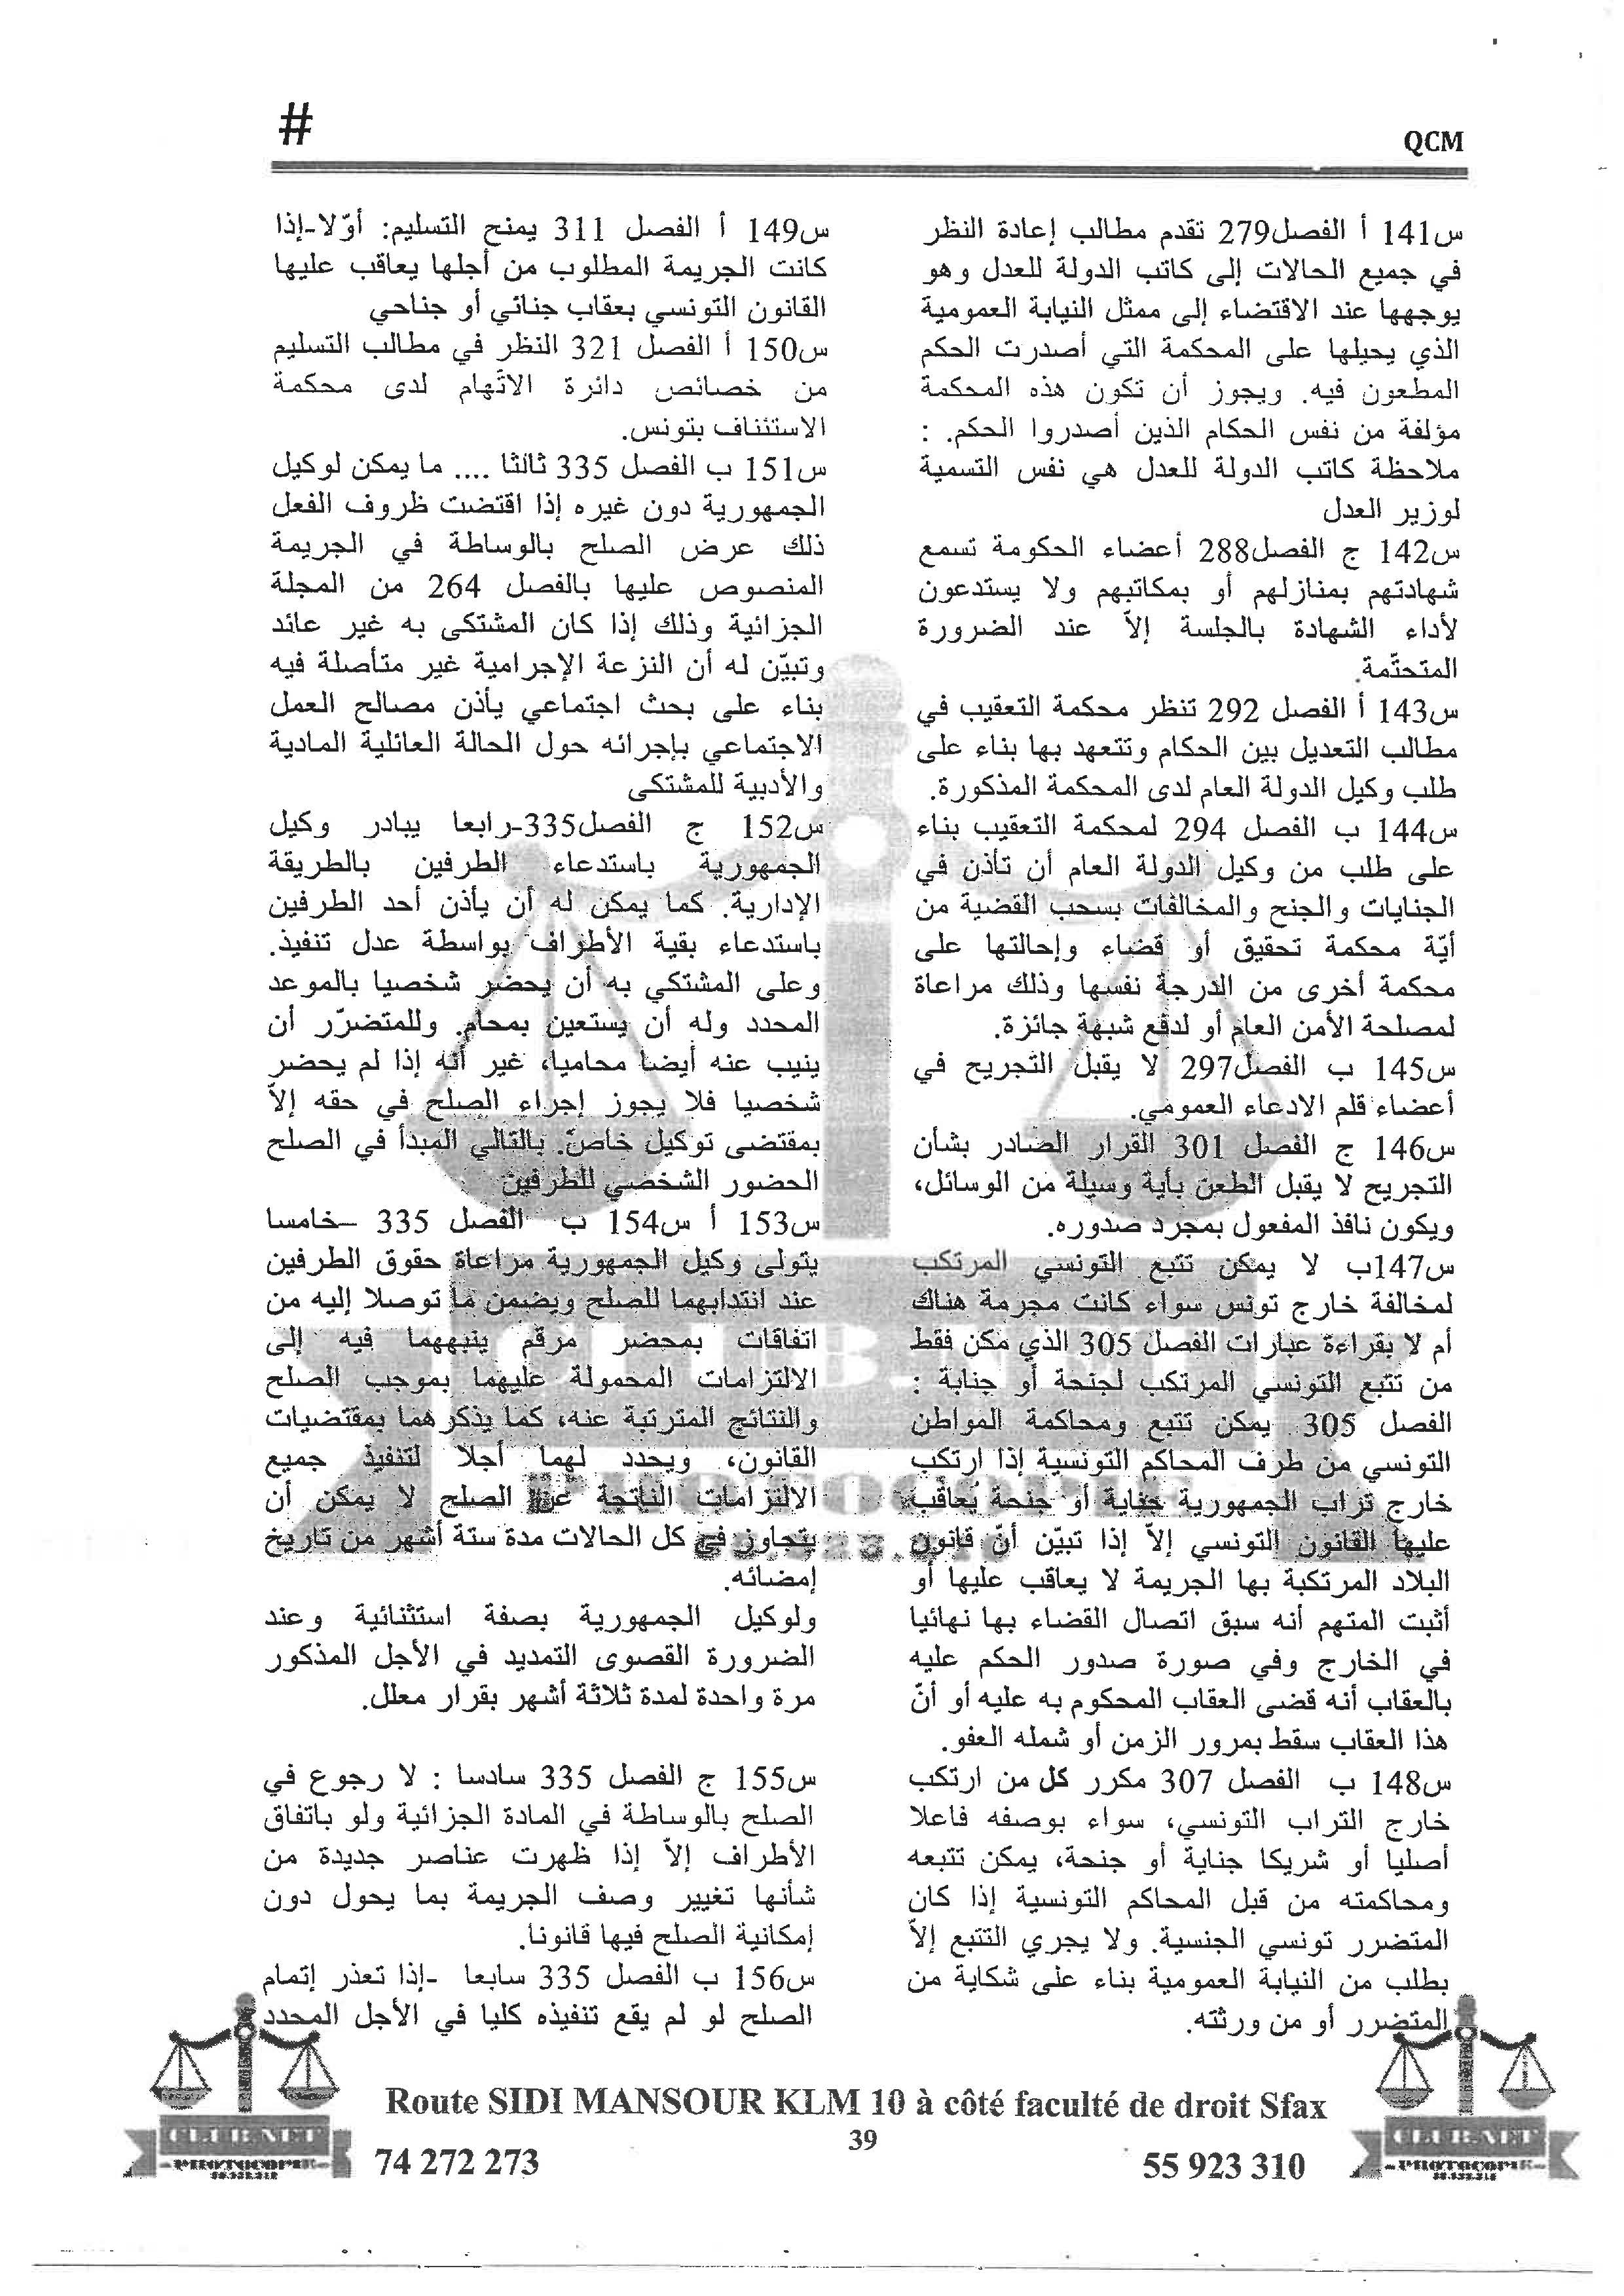 #
QCM
س141 أ الفصل279 تقدم مطالب إعادة النظر
في جميع الحالات إلى كاتب الدولة للعدل وهو
يوجهها عند الاقتضاء إلى ممثل النيابة العمومية
الذي يحيلها على المحكمة التي أصدرت الحكم
المطعون فيه. ويجوز أن تكون هذه المحكمة
مؤلفة من نفس الحكام الذين أصدروا الحكم. :
ملاحظة كاتب الدولة للعدل هي نفس التسمية
لوزير العدل
س142 ج الفصل288 أعضاء الحكومة تسمع
شهادتهم بمنازلهم أو بمكاتبهم ولا يستدعون
لأداء الشهادة بالجلسة إلاّ عند الضرورة
المتحتّمة.
س143 أ الفصل 292 تنظر محكمة التعقيب في
مطالب التعديل بين الحكام وتتعهد بها بناء على
طلب وكيل الدولة العام لدى المحكمة المذكورة.
س144 ب الفصل 294 لمحكمة التعقيب بناء
على طلب من وكيل الدولة العام أن تأذن في
الجنايات والجنح والمخالفات بسحب القضية من
أيّة محكمة تحقيق أو قضاء وإحالتها على
محكمة أخرى من الدرجة نفسها وذلك مراعاة
لمصلحة الأمن العام أو لدفع شبهة جائزة.
س145 ب الفصل297 لا يقبل التجريح في
أعضاء قلم الادعاء العمومي.
س146 ج الفصل 301 القرار الصادر بشأن
التجريح لا يقبل الطعن بأية وسيلة من الوسائل،
ويكون نافذ المفعول بمجرد صدوره.
س147ب لا يمكن تتبع التونسي المرتكب
لمخالفة خارج تونس سواء كانت مجرمة هناك
أم لا بقراءة عبارات الفصل 305 الذي مكن فقط
من تتبع التونسي المرتكب لجنحة أو جناية :
الفصل 305 يمكن تتبع ومحاكمة المواطن
التونسي من طرف المحاكم التونسية إذا ارتكب
خارج تراب الجمهورية جناية أو جنحة يُعاقب
عليها القانون التونسي إلاّ إذا تبيّن أنّ قانون
البلاد المرتكبة بها الجريمة لا يعاقب عليها أو
أثبت المتهم أنه سبق اتصال القضاء بها نهائيا
في الخارج وفي صورة صدور الحكم عليه
بالعقاب أنه قضى العقاب المحكوم به عليه أو أنّ
هذا العقاب سقط بمرور الزمن أو شمله العفو.
س148 ب الفصل 307 مكرر كل من ارتكب
خارج التراب التونسي، سواء بوصفه فاعلا
أصليا أو شريكا جناية أو جنحة، يمكن تتبعه
ومحاكمته من قبل المحاكم التونسية إذا كان
المتضرر تونسي الجنسية. ولا يجري التتبع إلاّ
بطلب من النيابة العمومية بناء على شكاية من
المتضرر أو من ورثته.
س149 أ الفصل 311 يمنح التسليم: أوّلا-إذا
كانت الجريمة المطلوب من أجلها يعاقب عليها
القانون التونسي بعقاب جنائي أو جناحي
س150 أ الفصل 321 النظر في مطالب التسليم
من خصائص دائرة الاتّهام لدى محكمة
الاستئناف بتونس.
س151 ب الفصل 335 ثالثا .... ما يمكن لوكيل
الجمهورية دون غيره إذا اقتضت ظروف الفعل
ذلك عرض الصلح بالوساطة في الجريمة
المنصوص عليها بالفصل 264 من المجلة
الجزائية وذلك إذا كان المشتكى به غير عائد
وتبيّن له أن النزعة الإجرامية غير متأصلة فيه
بناء على بحث اجتماعي يأذن مصالح العمل
الاجتماعي بإجرائه حول الحالة العائلية المادية
والأدبية للمشتكى
س152 ج الفصل335-رابعا يبادر وكيل
الجمهورية باستدعاء الطرفين بالطريقة
الإدارية. كما يمكن له أن يأذن أحد الطرفين
باستدعاء بقية الأطراف بواسطة عدل تنفيذ.
وعلى المشتكي به أن يحضر شخصيا بالموعد
المحدد وله أن يستعين بمحام. وللمتضرّر أن
ينيب عنه أيضا محاميا، غير أنه إذا لم يحضر
شخصيا فلا يجوز إجراء الصلح في حقه إلاّ
بمقتضى توكيل خاصّ. بالتالي المبدأ في الصلح
الحضور الشخصي للطرفين
س153 أ س154 ب الفصل 335 –خامسا
يتولى وكيل الجمهورية مراعاة حقوق الطرفين
عند انتدابهما للصلح ويضمن ما توصلا إليه من
اتفاقات بمحضر مرقم ينبههما فيه إلى
الالتزامات المحمولة عليهما بموجب الصلح
والنتائج المترتبة عنه، كما يذكرهما بمقتضيات
القانون، ويحدد لهما أجلا لتنفيذ جميع
الالتزامات الناتجة عن الصلح لا يمكن أن
يتجاوز في كل الحالات مدة ستة أشهر من تاريخ
إمضائه.
ولوكيل الجمهورية بصفة استثنائية وعند
الضرورة القصوى التمديد في الأجل المذكور
مرة واحدة لمدة ثلاثة أشهر بقرار معلل.
س155 ج الفصل 335 سادسا : لا رجوع في
الصلح بالوساطة في المادة الجزائية ولو باتفاق
الأطراف إلاّ إذا ظهرت عناصر جديدة من
شأنها تغيير وصف الجريمة بما يحول دون
إمكانية الصلح فيها قانونا.
س156 ب الفصل 335 سابعا -إذا تعذر إتمام
الصلح لو لم يقع تنفيذه كليا في الأجل المحدد
Route SIDI MANSOUR KLM 10 à côté faculté de droit Sfax
39
74 272 273
55 923 310
CLUB.NET
PHOTOCOPIE
CLUB.NET
PHOTOCOPIE